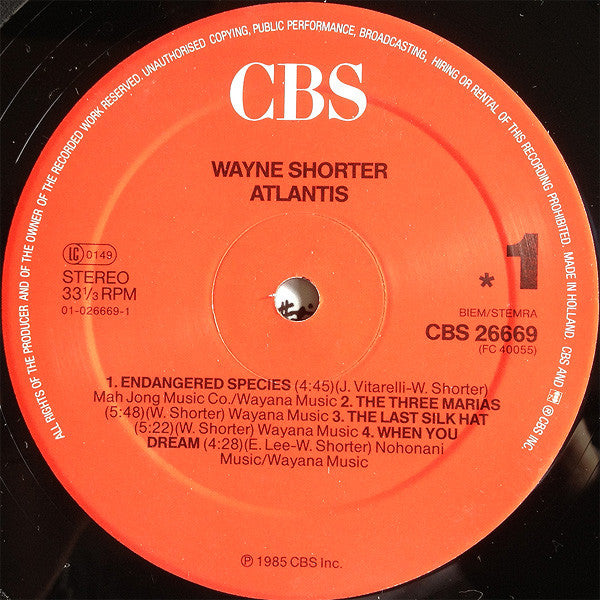 ALL RIGHTS OF THE PRODUCER AND OF THE OWNER OF THE RECORDED WORK RESERVED. UNAUTHORISED COPYING, PUBLIC PERFORMANCE, BROADCASTING, HIRING OR RENTAL OF THIS RECORDING PROHIBITED. MADE IN HOLLAND. CBS AND ® CBS INC
CBS
WAYNE SHORTER
ATLANTIS
LC 0149
STEREO
33⅓ RPM
01-026669-1
*1
BIEM/STEMRA
CBS 26669
(FC 40055)
1. ENDANGERED SPECIES (4:45)(J. Vitarelli-W. Shorter)
Mah Jong Music Co./Wayana Music 2. THE THREE MARIAS
(5:48)(W. Shorter) Wayana Music 3. THE LAST SILK HAT
(5:22)(W. Shorter) Wayana Music 4. WHEN YOU
DREAM (4:28)(E. Lee-W. Shorter) Nohonani
Music/Wayana Music
℗ 1985 CBS Inc.